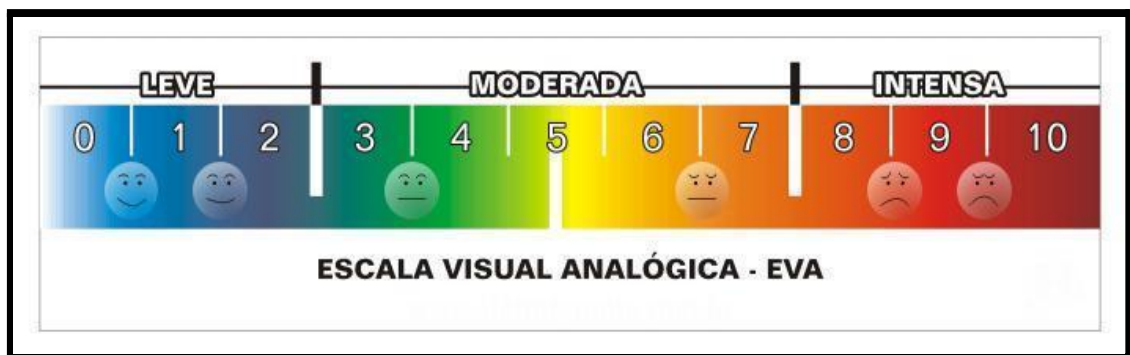 LEVE MODERADA INTENSA
0 1 2 3 4 5 6 7 8 9 10
ESCALA VISUAL ANALÓGICA - EVA